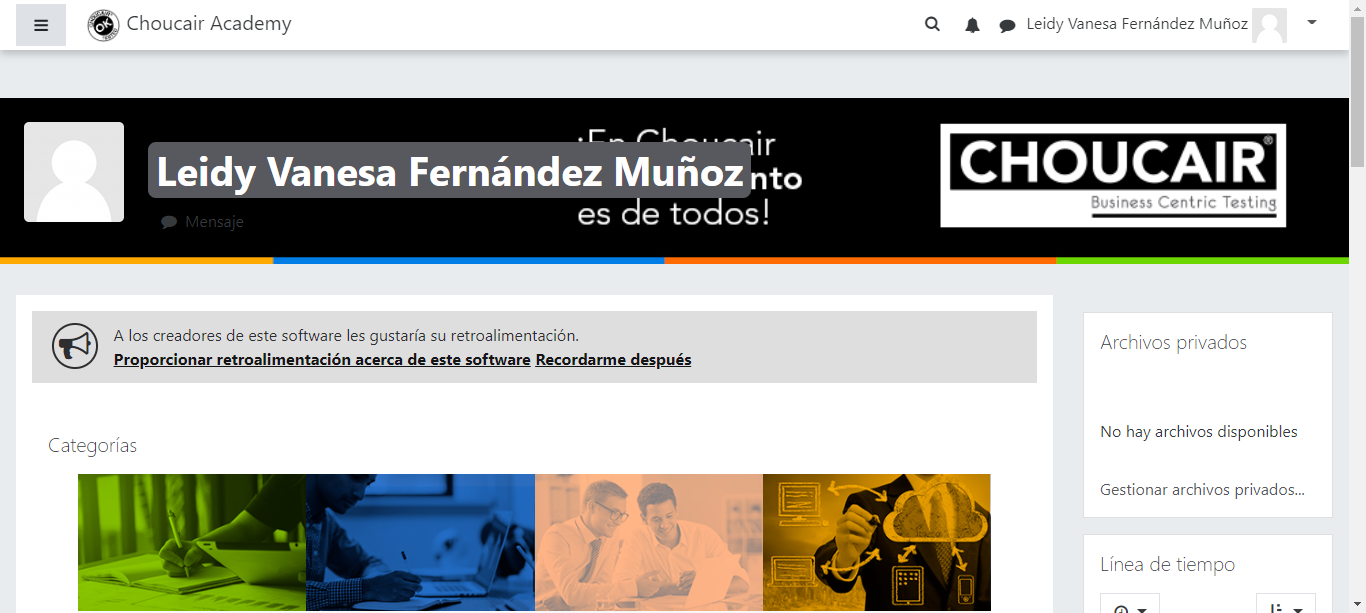 Choucair Academy
Leidy Vanesa Fernández Muñoz
¡En Choucair
Leidy Vanesa Fernández Muñoz
nto
es de todos!
Mensaje
CHOUCAIR®
Business Centric Testing
A los creadores de este software les gustaría su retroalimentación.
Proporcionar retroalimentación acerca de este software Recordarme después
Categorías
Archivos privados
No hay archivos disponibles
Gestionar archivos privados...
Línea de tiempo